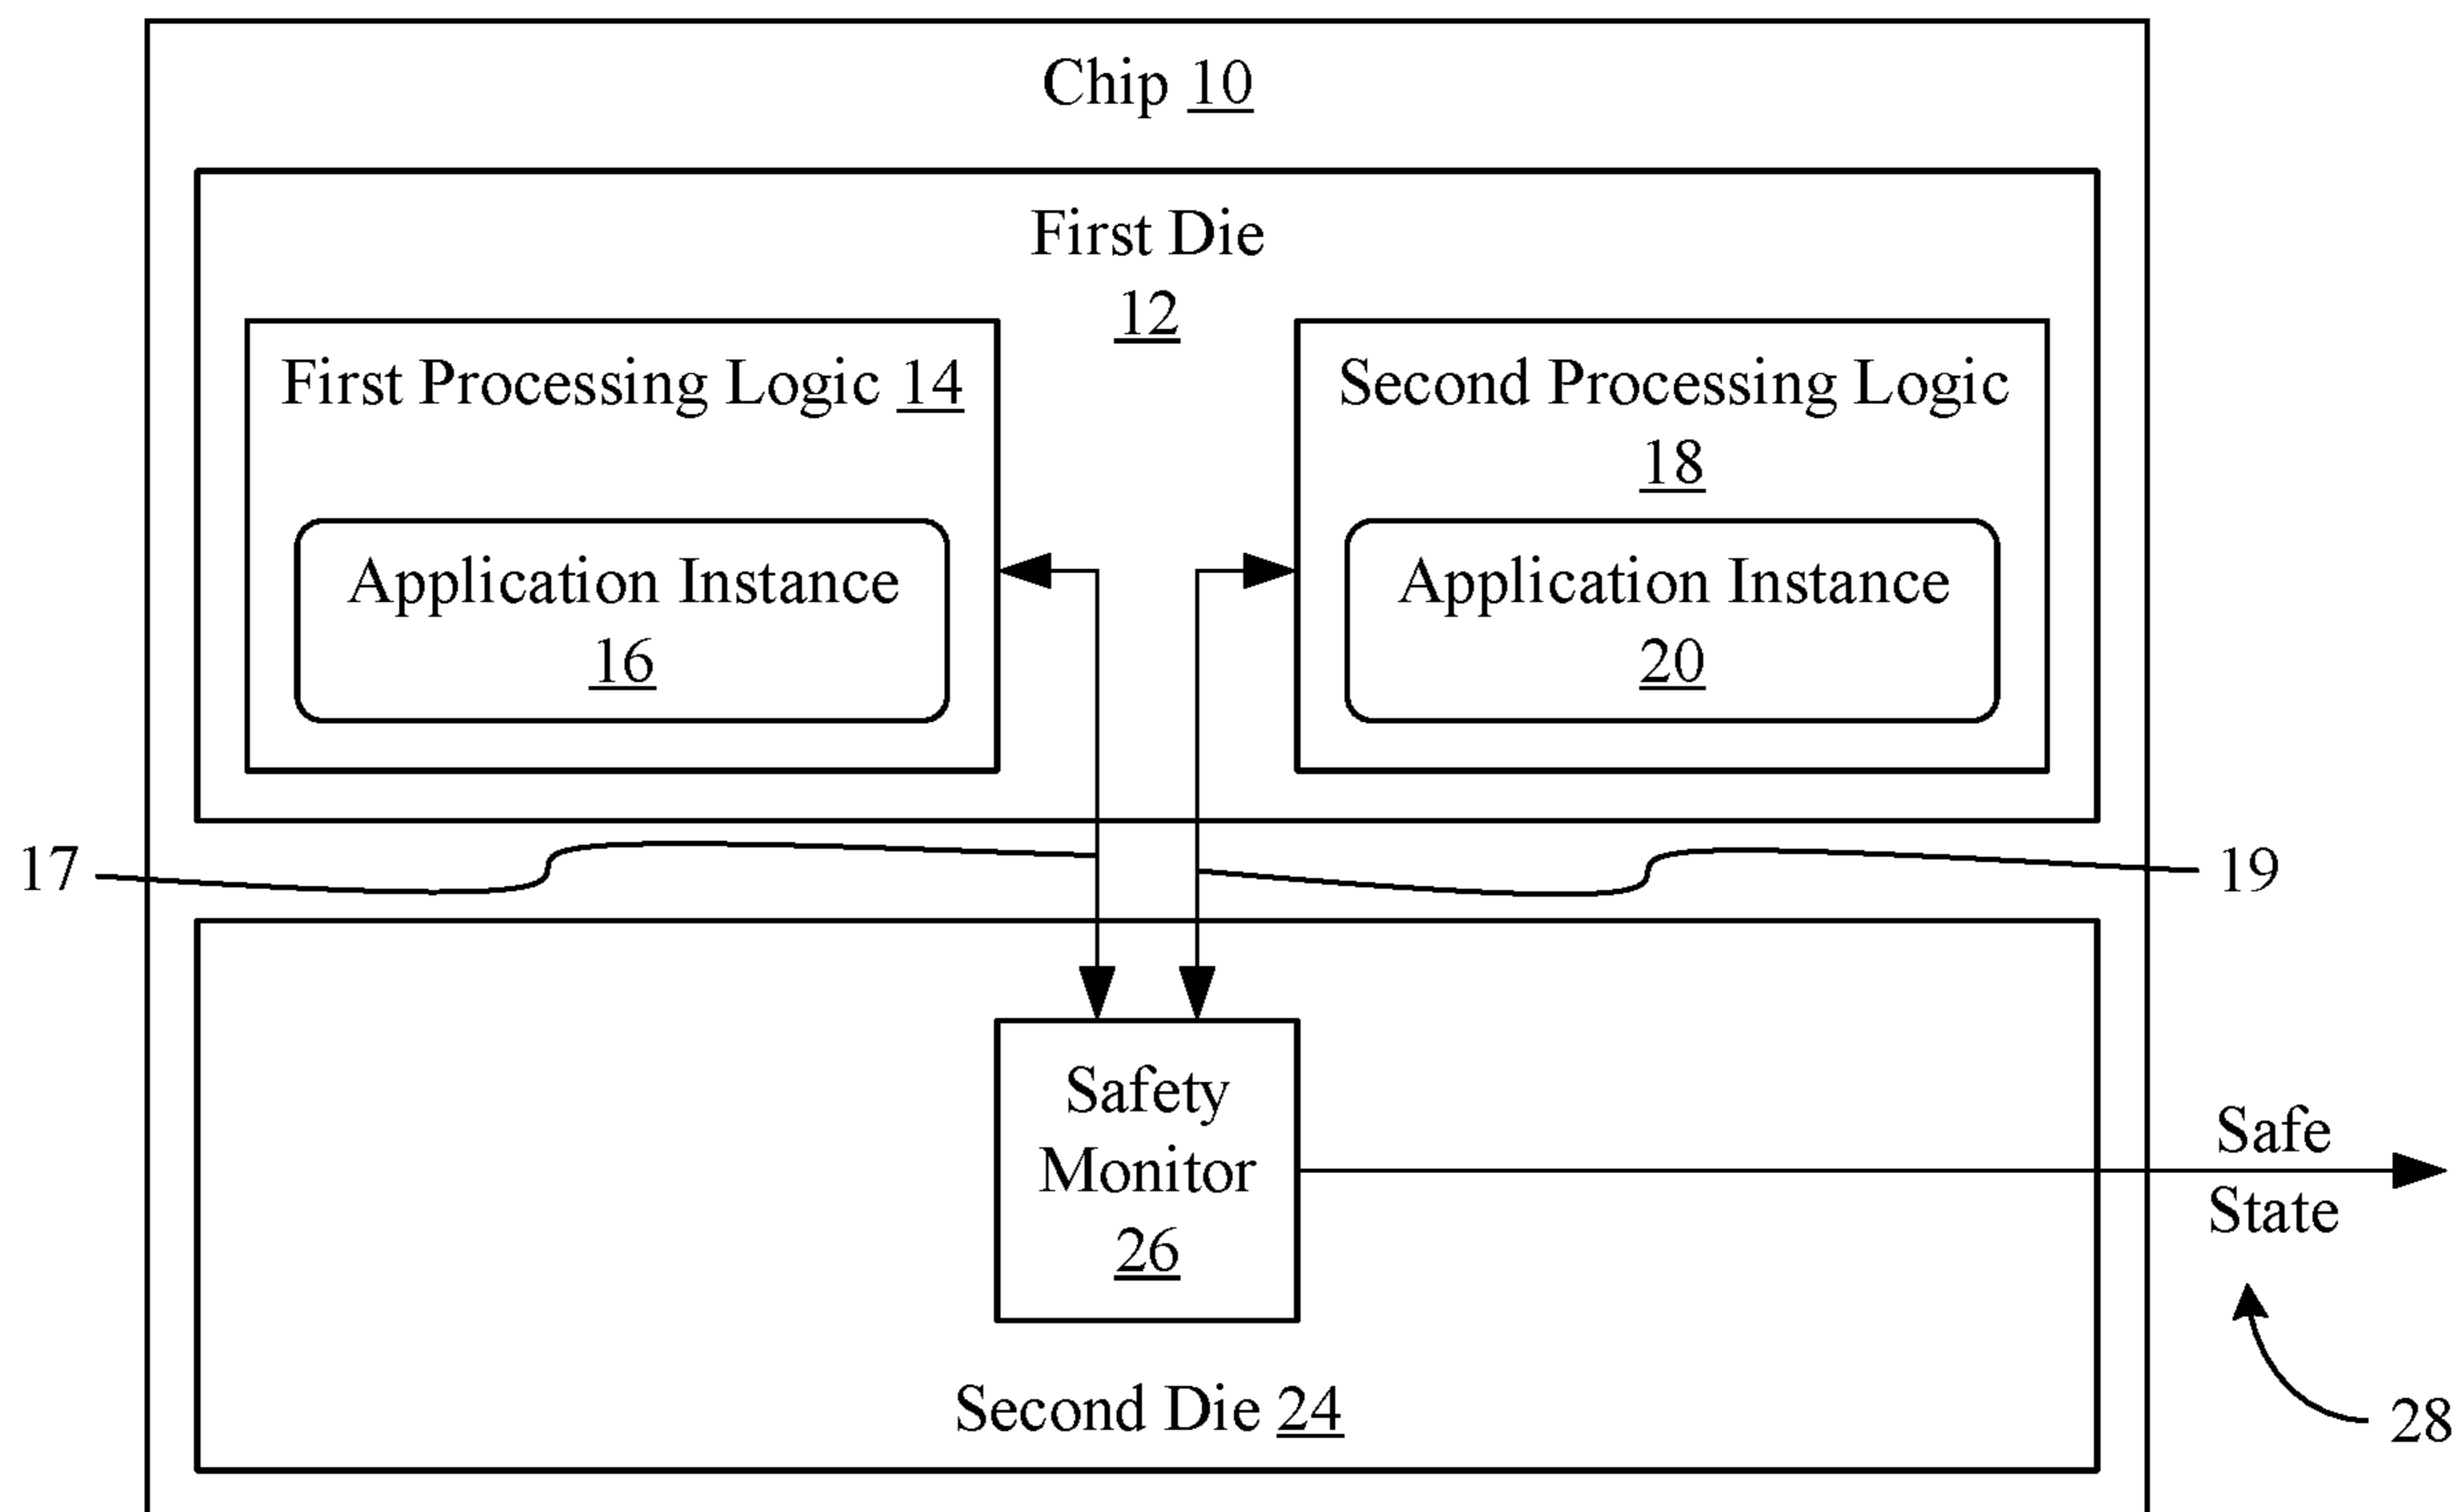 Chip 10
First Die
12
First Processing Logic 14
Second Processing Logic
18
Application Instance
16
Application Instance
20
17
19
Safety
Monitor
26
Safe
State
Second Die 24
28